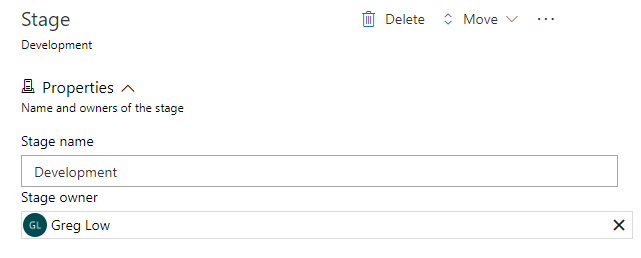 Stage
Delete
Move
Development
Properties
Name and owners of the stage
Stage name
Development
Stage owner
GL Greg Low